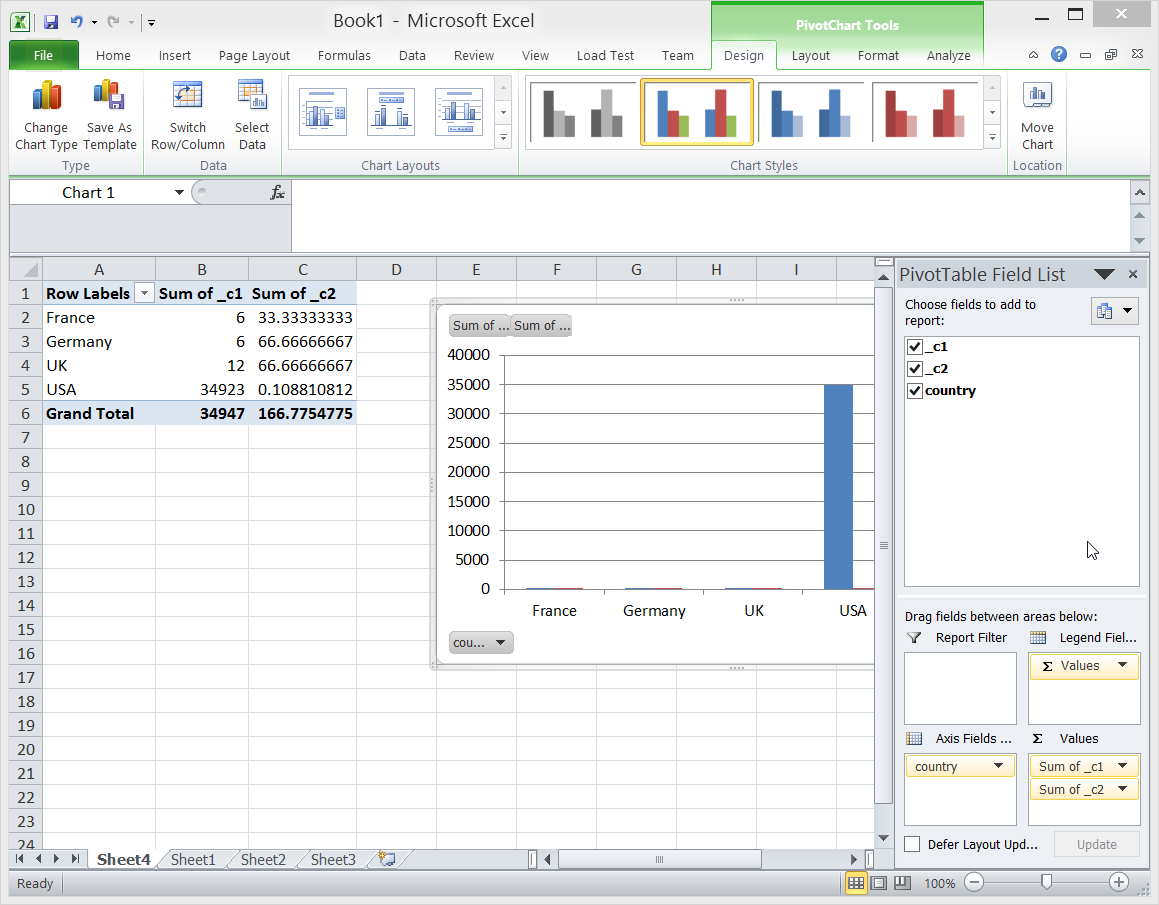 Book1 - Microsoft Excel
PivotChart Tools
File Home Insert Page Layout Formulas Data Review View Load Test Team Design Layout Format Analyze
Change Chart Type
Save As Template
Switch Row/Column
Select Data
Move Chart
Type Data Chart Layouts Chart Styles Location
Chart 1 fx
A B C D E F G H I
1 Row Labels Sum of _c1 Sum of _c2
2 France 6 33.33333333
3 Germany 6 66.66666667
4 UK 12 66.66666667
5 USA 34923 0.108810812
6 Grand Total 34947 166.7754775
7
8
9
10
11
12
13
14
15
16
17
18
19
20
21
22
23
24
Sum of ... Sum of ...
40000
35000
30000
25000
20000
15000
10000
5000
0
France Germany UK USA
cou...
PivotTable Field List
Choose fields to add to
report:
_c1
_c2
country
Drag fields between areas below:
Report Filter Legend Fiel...
Σ Values
Axis Fields ... Σ Values
country Sum of _c1
Sum of _c2
Defer Layout Upd... Update
Sheet4 Sheet1 Sheet2 Sheet3
Ready 100%